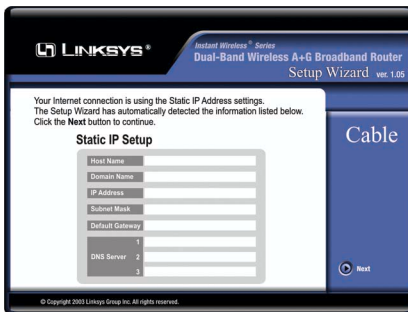 LINKSYS®
Instant Wireless® Series
Dual-Band Wireless A+G Broadband Router
Setup Wizard ver. 1.05
Your Internet connection is using the Static IP Address settings.
The Setup Wizard has automatically detected the information listed below.
Click the Next button to continue.
Cable
Static IP Setup
Host Name
Domain Name
IP Address
Subnet Mask
Default Gateway
1
DNS Server 2
3
Next
© Copyright 2003 Linksys Group Inc. All rights reserved.